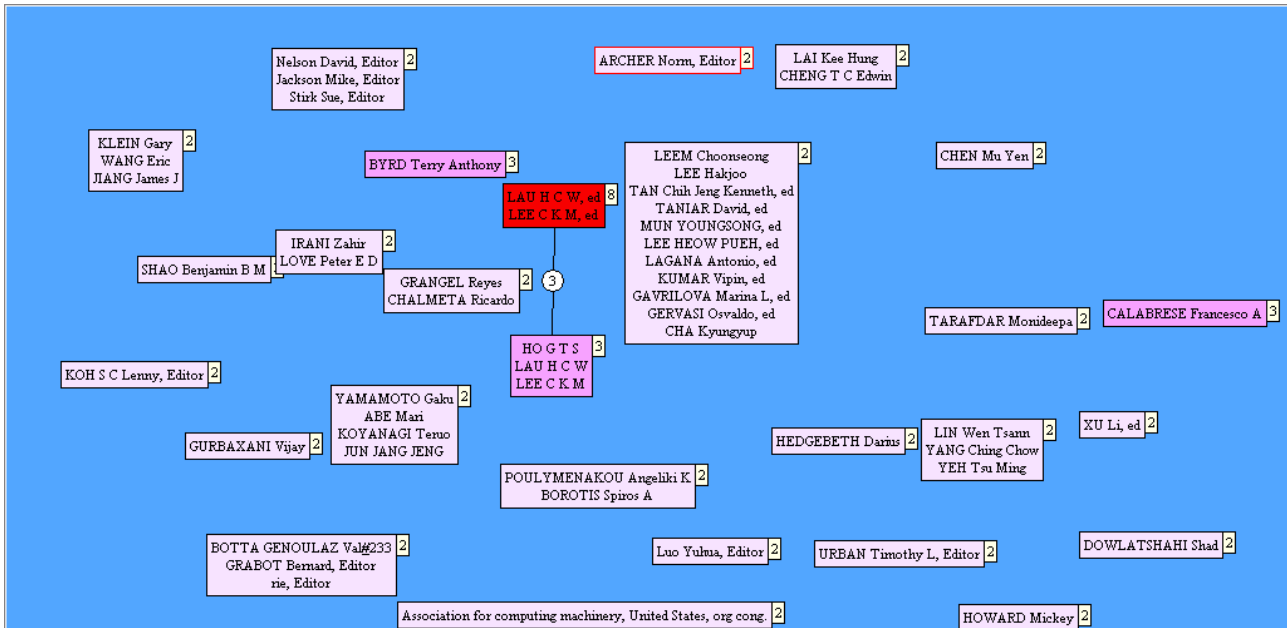 Nelson David, Editor 2
Jackson Mike, Editor
Stirk Sue, Editor
ARCHER Norm, Editor 2
LAI Kee Hung 2
CHENG T C Edwin
KLEIN Gary 2
WANG Eric
JIANG James J
BYRD Terry Anthony 3
LEEM Choonseong 2
LEE Hakjoo
TAN Chih Jeng Kenneth, ed
TANIAR David, ed
MUN YOUNGSONG, ed
LEE HEOW PUEH, ed
LAGANA Antonio, ed
KUMAR Vipin, ed
GAVRILOVA Marina L, ed
GERVASI Osvaldo, ed
CHA Kyungyup
CHEN Mu Yen 2
LAU H C W, ed 8
LEE C K M, ed
IRANI Zahir 2
LOVE Peter E D
SHAO Benjamin B M
GRANGEL Reyes 2
CHALMETA Ricardo
3
TARAFDAR Monideepa 2
CALABRESE Francesco A 3
HO G T S 3
LAU H C W
LEE C K M
KOH S C Lenny, Editor 2
YAMAMOTO Gaku 2
ABE Mari
KOYANAGI Teruo
JUN JANG JENG
GURBAXANI Vijay 2
HEDGEBETH Darius 2
LIN Wen Tsann 2
YANG Ching Chow
YEH Tsu Ming
XU Li, ed 2
POULYMENAKOU Angeliki K 2
BOROTIS Spiros A
BOTTA GENOULAZ Val#233 2
GRABOT Bernard, Editor
rie, Editor
Luo Yuhua, Editor 2
URBAN Timothy L, Editor 2
DOWLATSHAHI Shad 2
Association for computing machinery, United States, org cong. 2
HOWARD Mickey 2